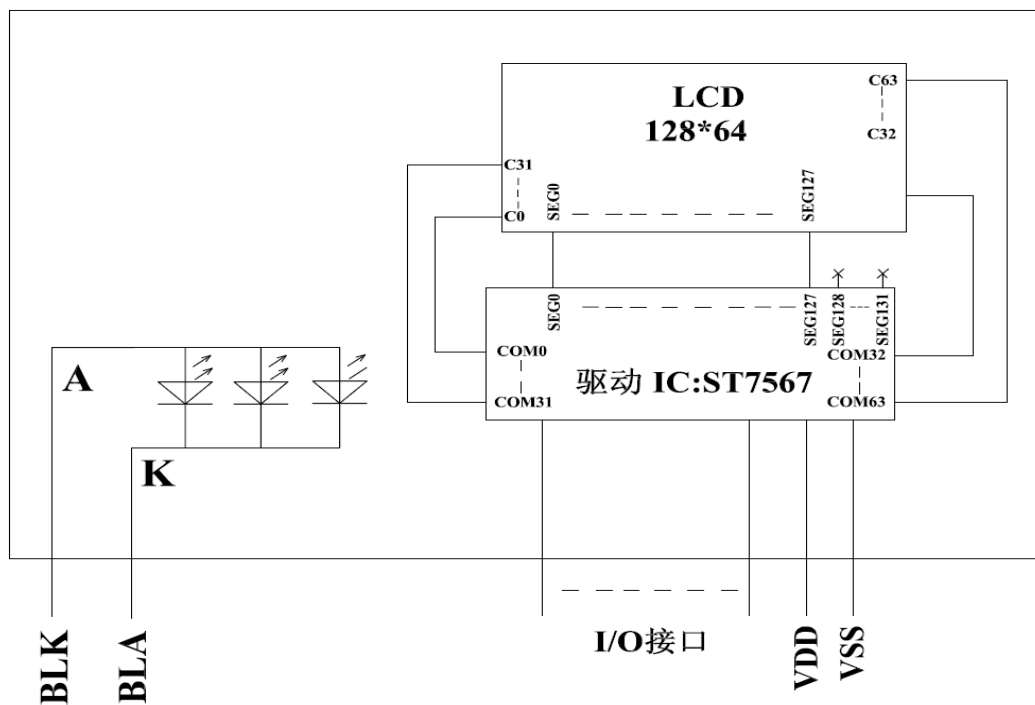 LCD
128*64
C63
C32
C31
C0
SEG0
SEG127
SEG0
SEG127
SEG128
SEG131
COM0
COM31
驱动 IC:ST7567
COM32
COM63
A
K
BLK
BLA
I/O接口
VDD
VSS